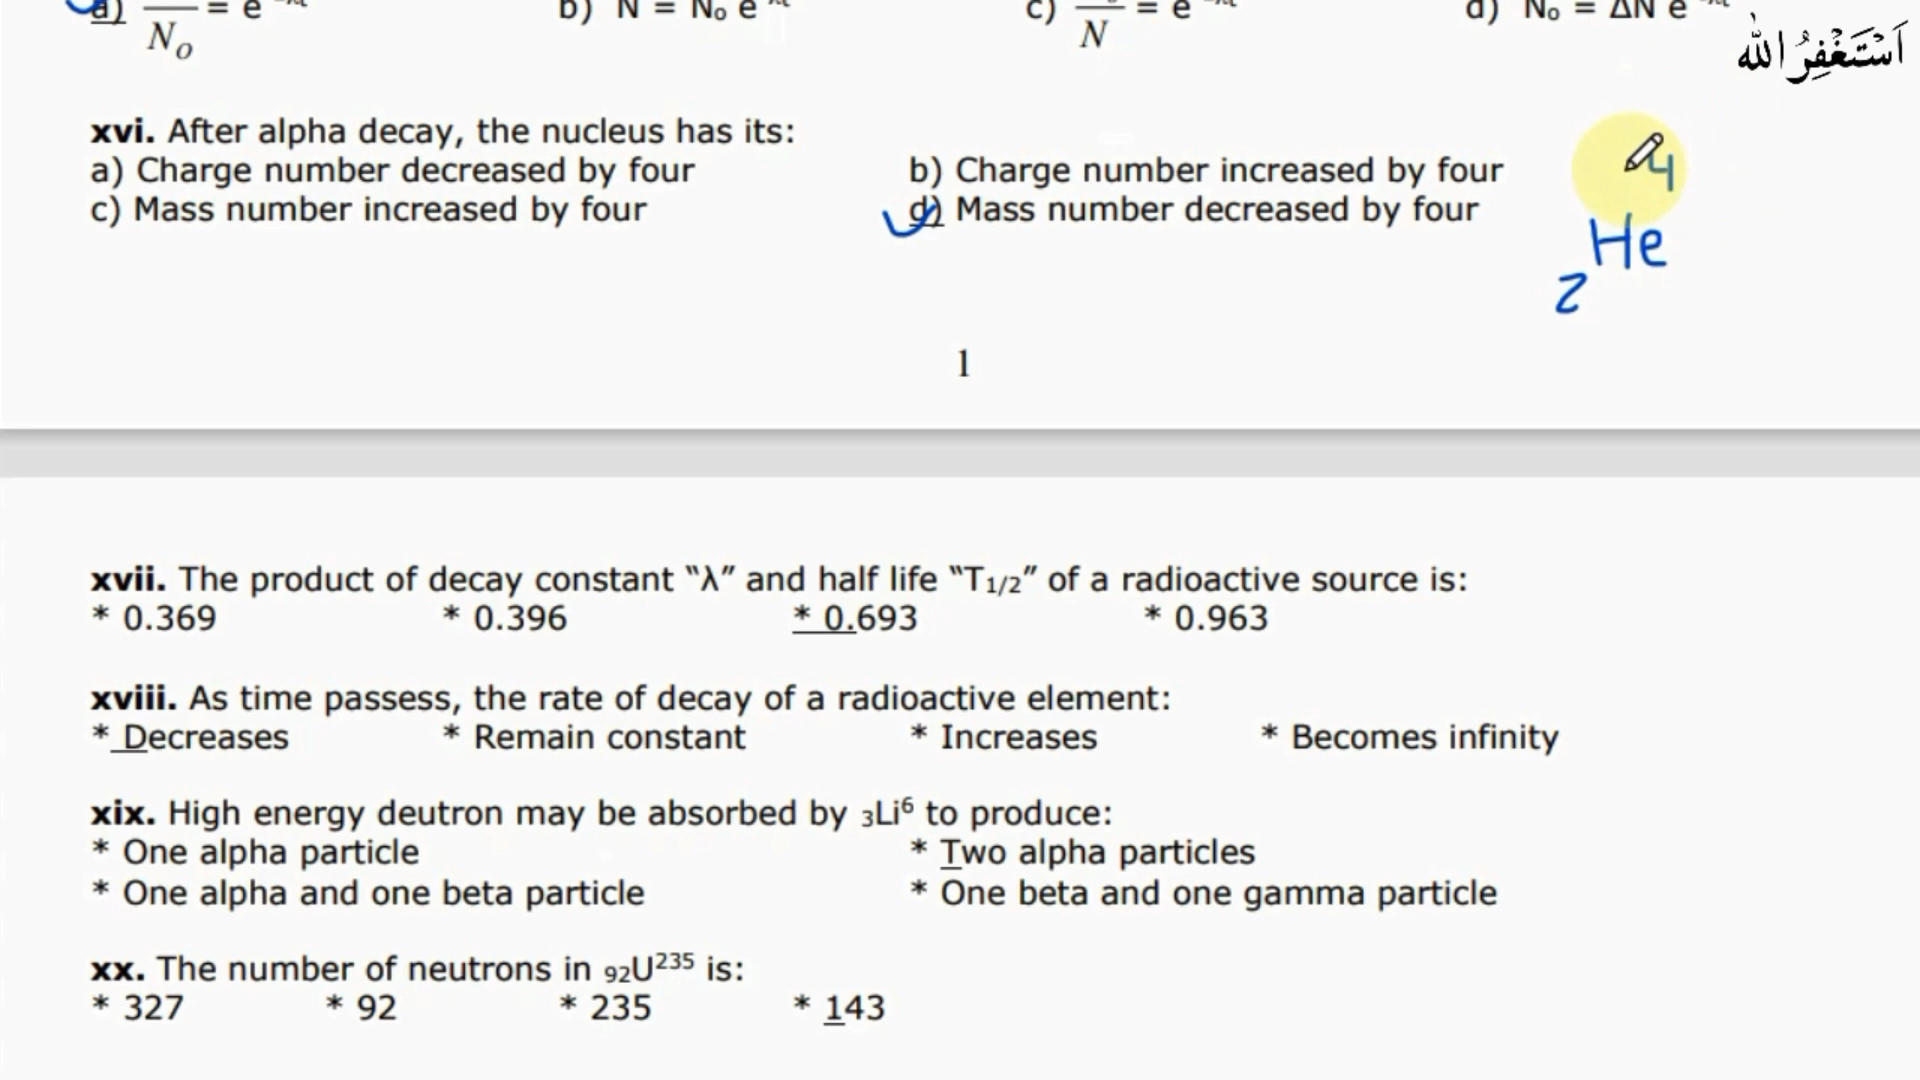 a) N₀ = e
b) N = N₀ e
c) N = e
d) N₀ = ΔN e
اَسْتَغْفِرُ الله
xvi. After alpha decay, the nucleus has its:
a) Charge number decreased by four b) Charge number increased by four
c) Mass number increased by four d) Mass number decreased by four
4
He
2
1
xvii. The product of decay constant “λ” and half life “T1/2” of a radioactive source is:
* 0.369 * 0.396 * 0.693 * 0.963
xviii. As time passess, the rate of decay of a radioactive element:
* Decreases * Remain constant * Increases * Becomes infinity
xix. High energy deutron may be absorbed by ₃Li⁶ to produce:
* One alpha particle * Two alpha particles
* One alpha and one beta particle * One beta and one gamma particle
xx. The number of neutrons in ₉₂U²³⁵ is:
* 327 * 92 * 235 * 143